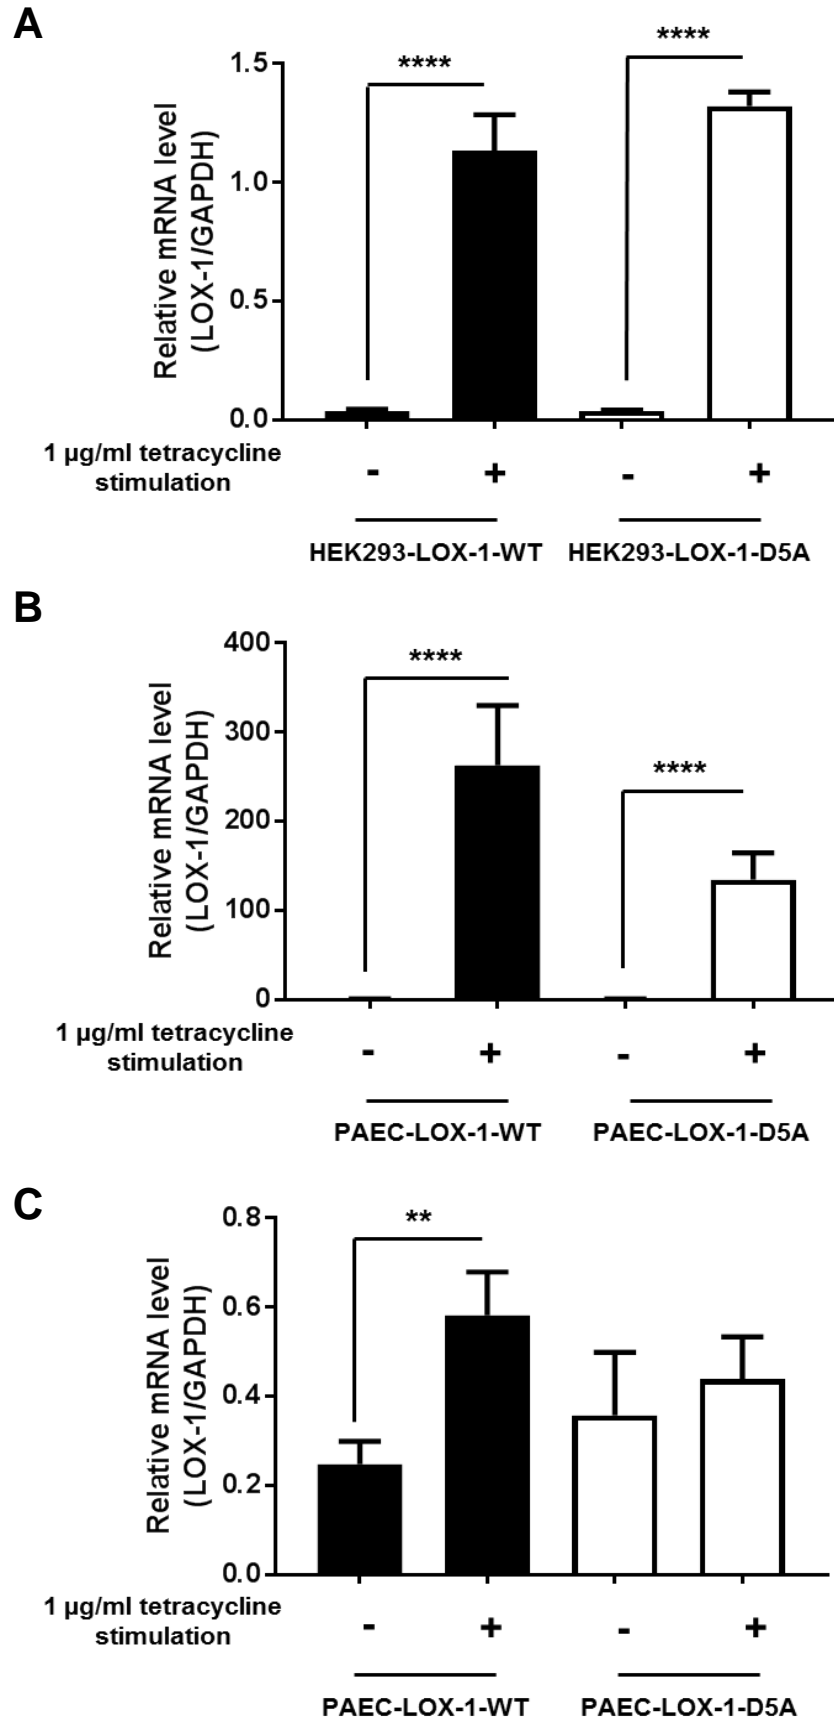 A
Relative mRNA level
(LOX-1/GAPDH)
1.5
1.0
0.5
0.0
****
****
1 µg/ml tetracycline
stimulation
- + - +
HEK293-LOX-1-WT HEK293-LOX-1-D5A
B
Relative mRNA level
(LOX-1/GAPDH)
400
300
200
100
0
****
****
1 µg/ml tetracycline
stimulation
- + - +
PAEC-LOX-1-WT PAEC-LOX-1-D5A
C
Relative mRNA level
(LOX-1/GAPDH)
0.8
0.6
0.4
0.2
0.0
**
1 µg/ml tetracycline
stimulation
- + - +
PAEC-LOX-1-WT PAEC-LOX-1-D5A